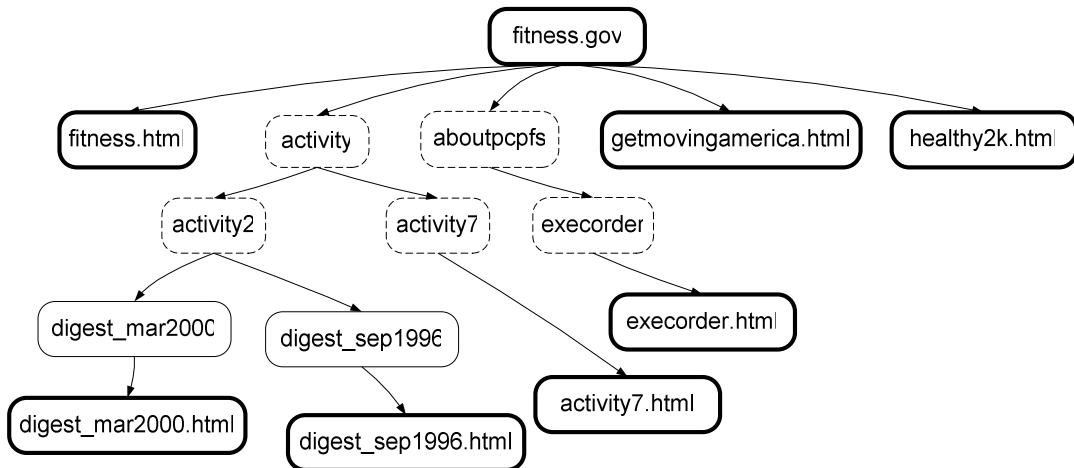 fitness.gov
fitness.html
activity
aboutpcpfs
getmovingamerica.html
healthy2k.html
activity2
activity7
execorder
digest_mar2000
digest_sep1996
execorder.html
digest_mar2000.html
digest_sep1996.html
activity7.html